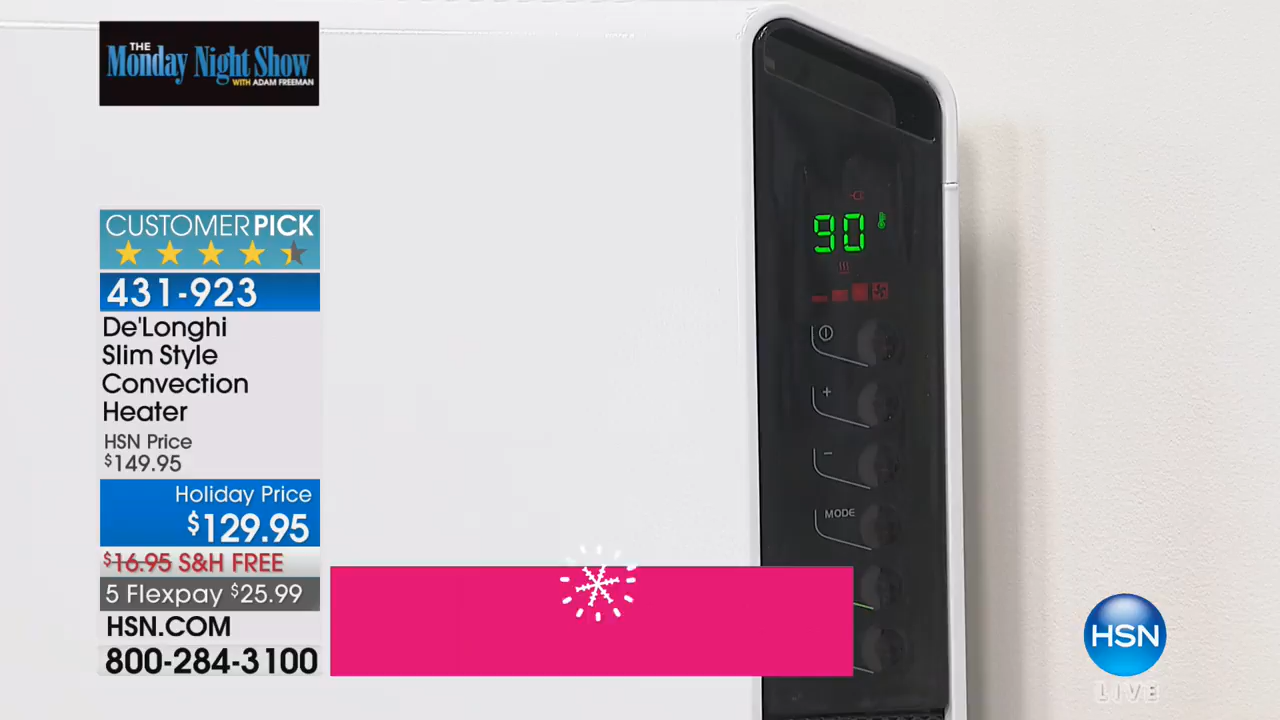 THE
Monday Night Show
WITH ADAM FREEMAN
CUSTOMER PICK
431-923
De'Longhi
Slim Style
Convection
Heater
HSN Price
$149.95
Holiday Price
$129.95
$16.95 S&H FREE
5 Flexpay $25.99
HSN.COM
800-284-3100
90
+
-
MODE
HSN
LIVE